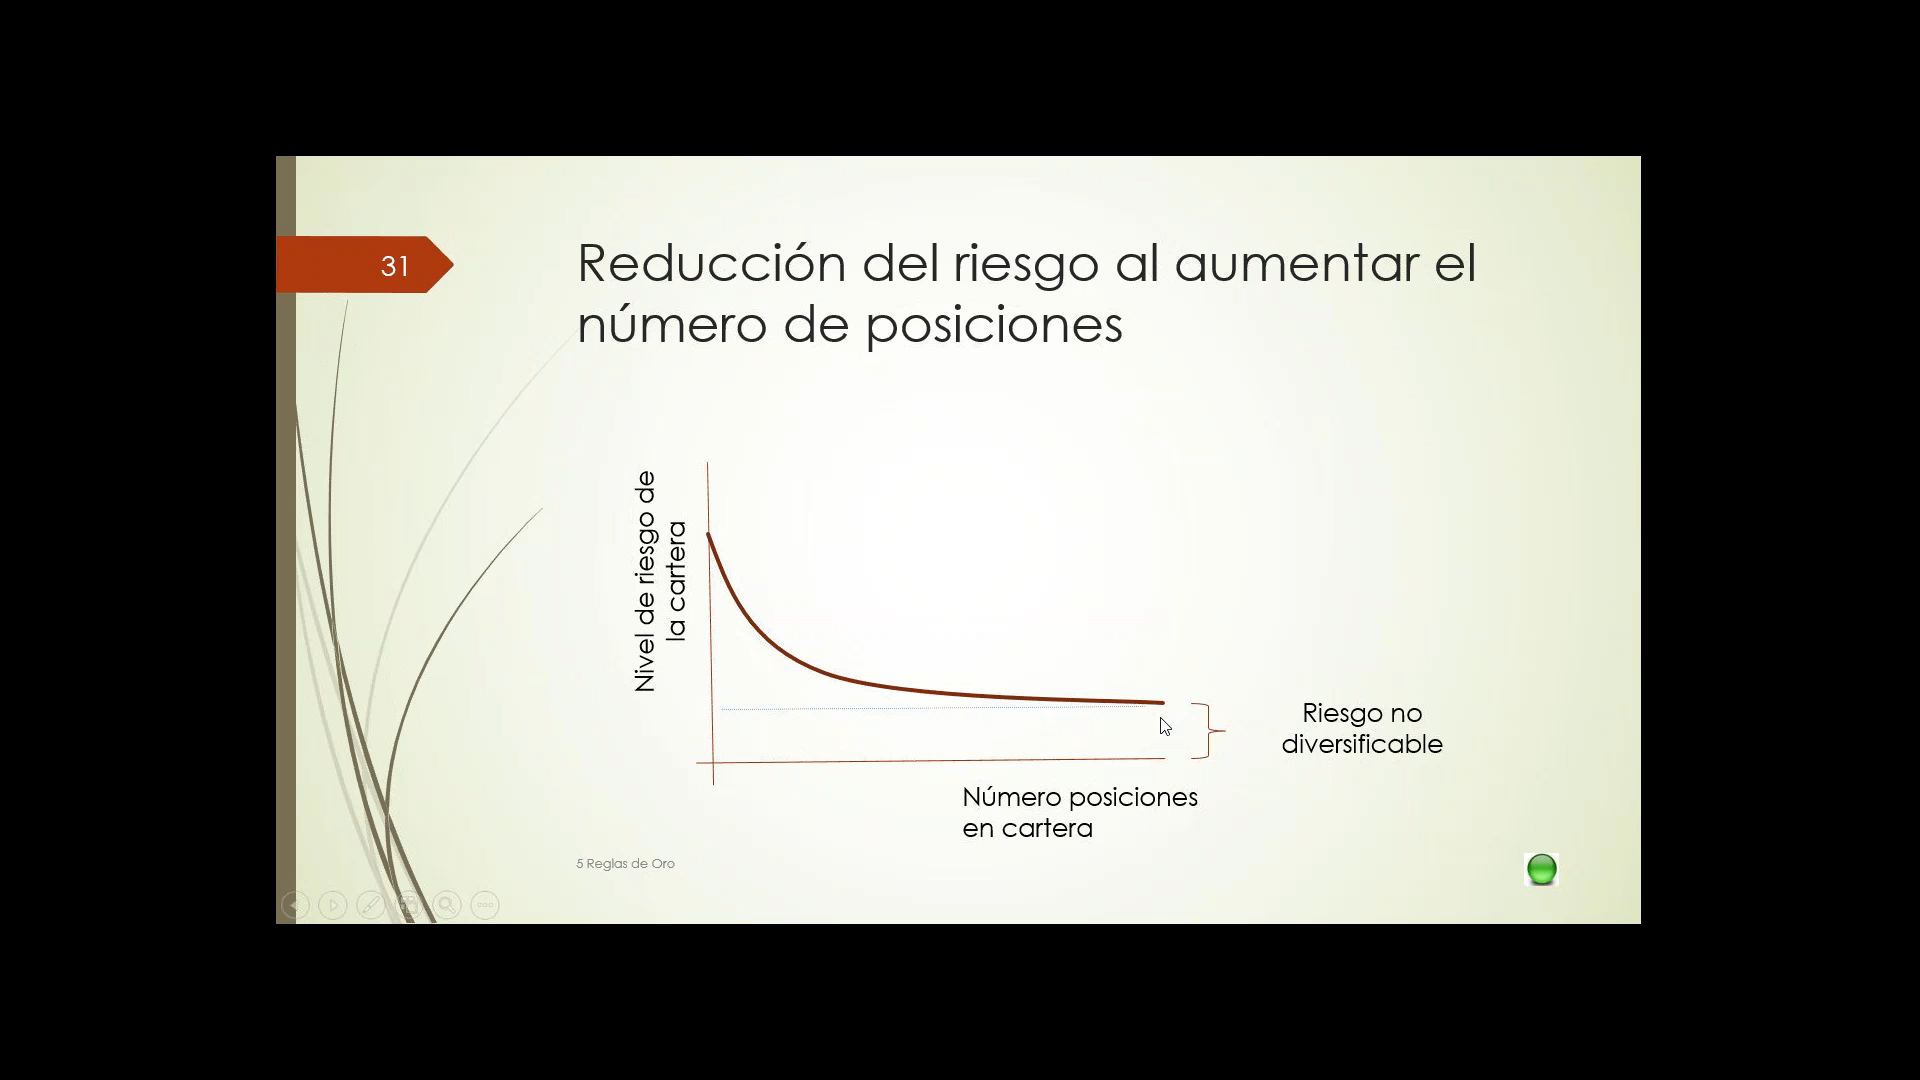 31
Reducción del riesgo al aumentar el
número de posiciones
Nivel de riesgo de
la cartera
Riesgo no
diversificable
Número posiciones
en cartera
5 Reglas de Oro